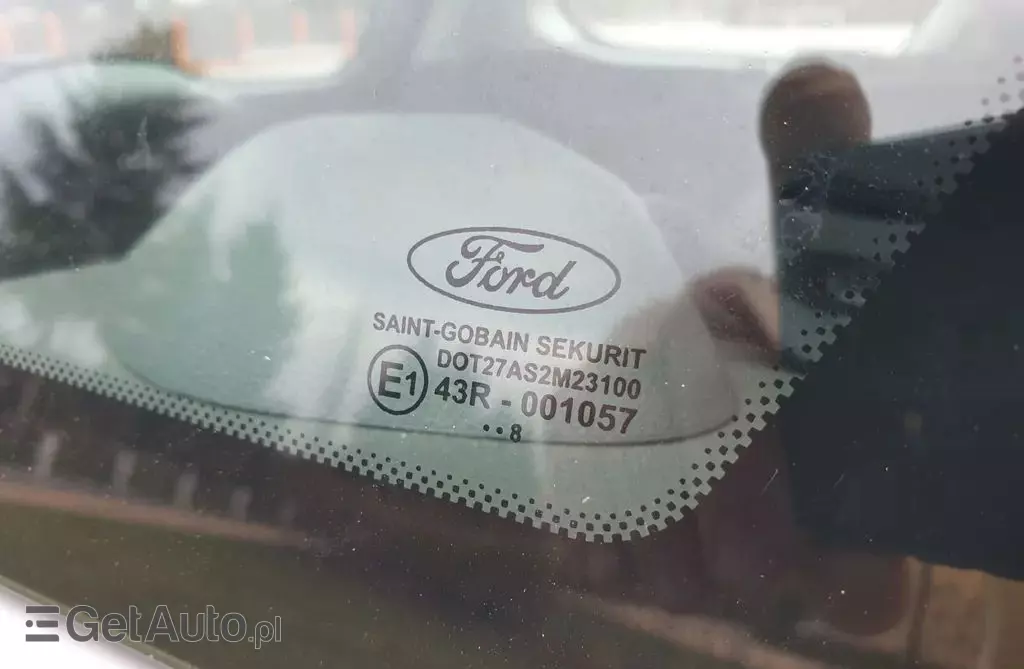 Ford
SAINT-GOBAIN SEKURIT
DOT27AS2M23100
E1 43R - 001057
••8
GetAuto.pl